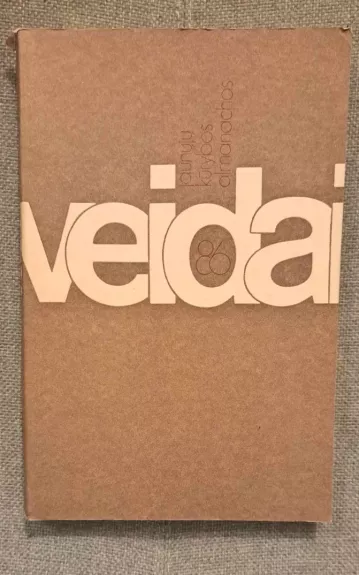 jaunųjų
kūrybos
almanachas
veidai
86